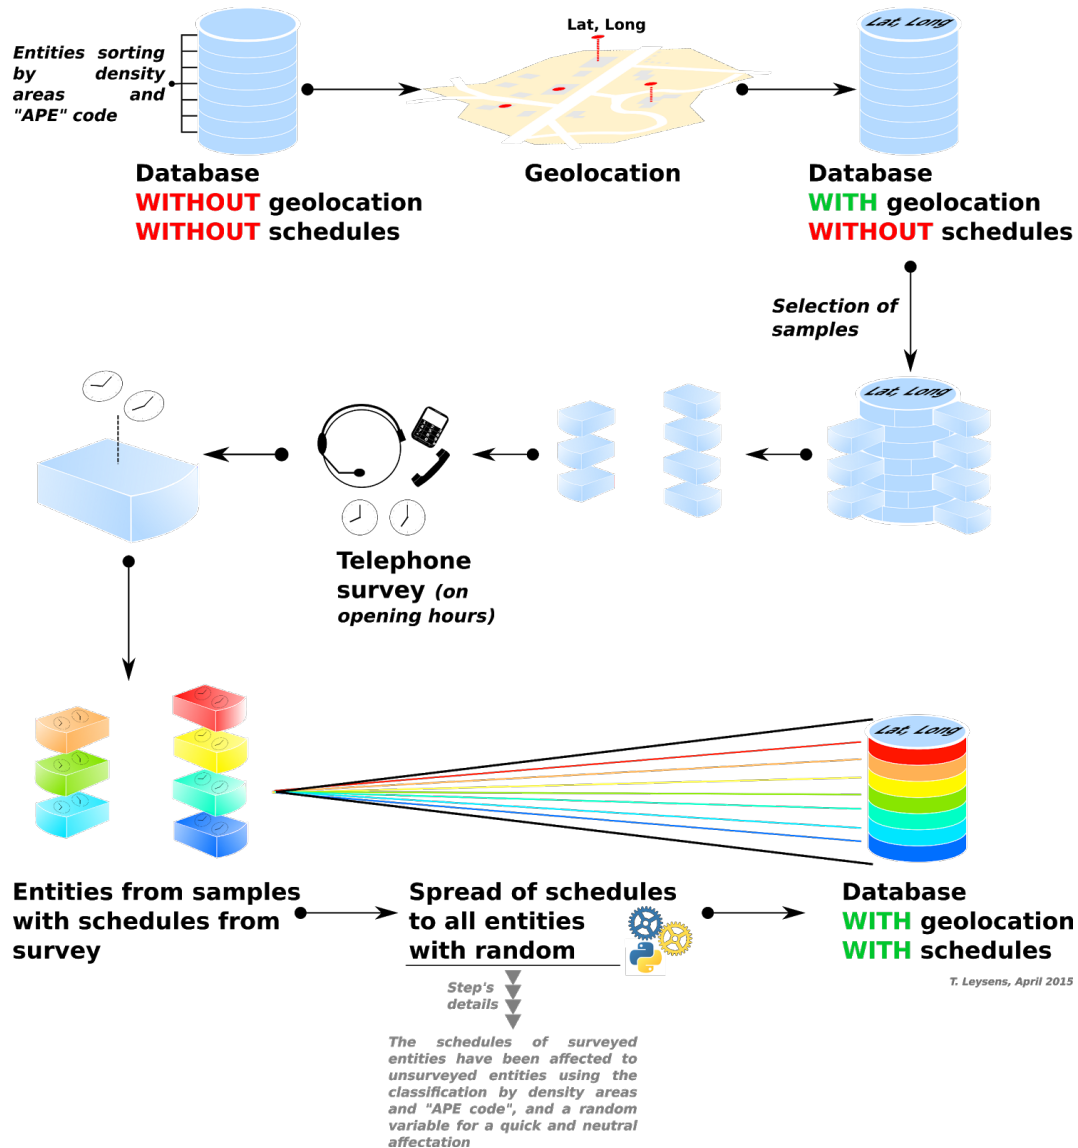 Lat, Long
Entities sorting
by density
areas and
"APE" code
Lat, Long
Database
WITHOUT geolocation
WITHOUT schedules
Geolocation
Database
WITH geolocation
WITHOUT schedules
Selection of
samples
Lat, Long
Telephone
survey (on
opening hours)
Lat, Long
Entities from samples
with schedules from
survey
Spread of schedules
to all entities
with random
Database
WITH geolocation
WITH schedules
T. Leysens, April 2015
Step's
details
The schedules of surveyed
entities have been affected to
unsurveyed entities using the
classification by density areas
and "APE code", and a random
variable for a quick and neutral
affectation